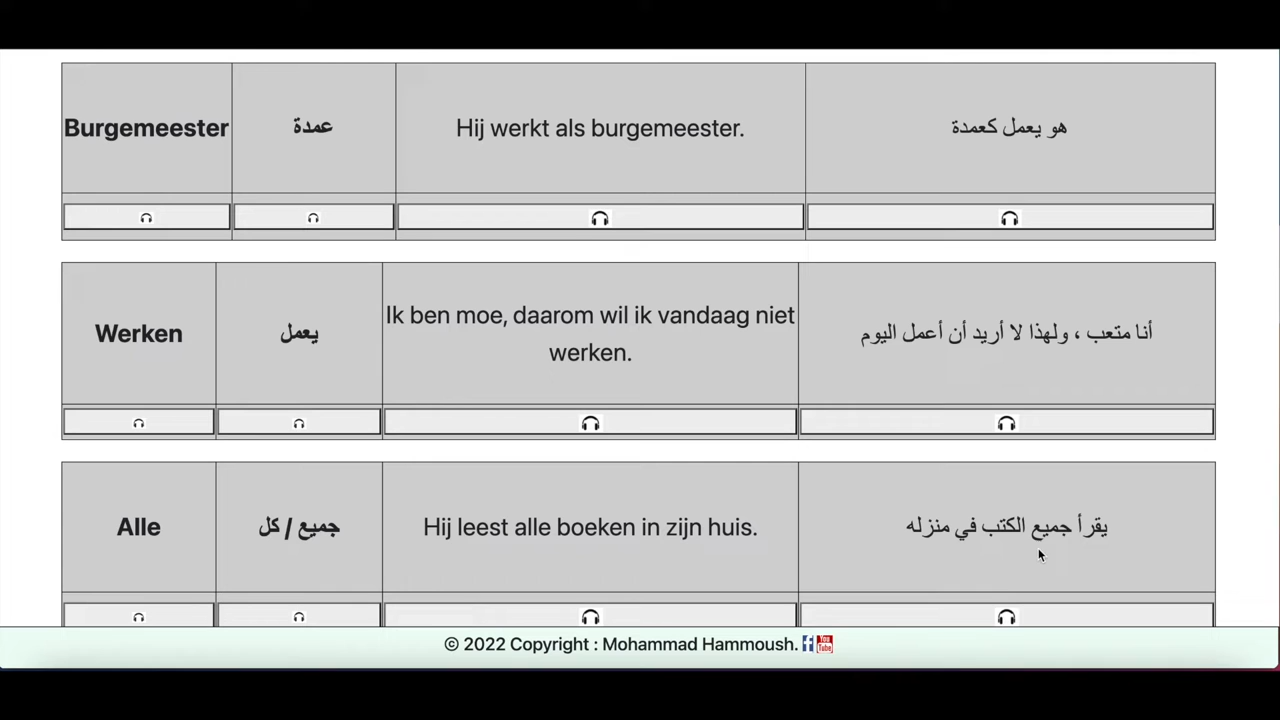 Burgemeester
عمدة
Hij werkt als burgemeester.
هو يعمل كعمدة
Werken
يعمل
Ik ben moe, daarom wil ik vandaag niet
werken.
أنا متعب ، ولهذا لا أريد أن أعمل اليوم
Alle
جميع / كل
Hij leest alle boeken in zijn huis.
يقرأ جميع الكتب في منزله
© 2022 Copyright : Mohammad Hammoush. f You Tube